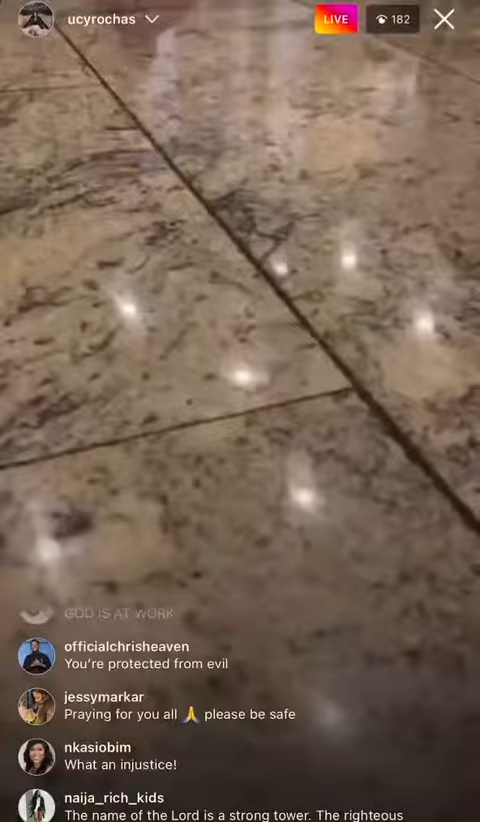 ucyrochas
LIVE
182
GOD IS AT WORK
officialchrisheaven
You're protected from evil
jessymarkar
Praying for you all 🙏 please be safe
nkasiobim
What an injustice!
naija_rich_kids
The name of the Lord is a strong tower. The righteous